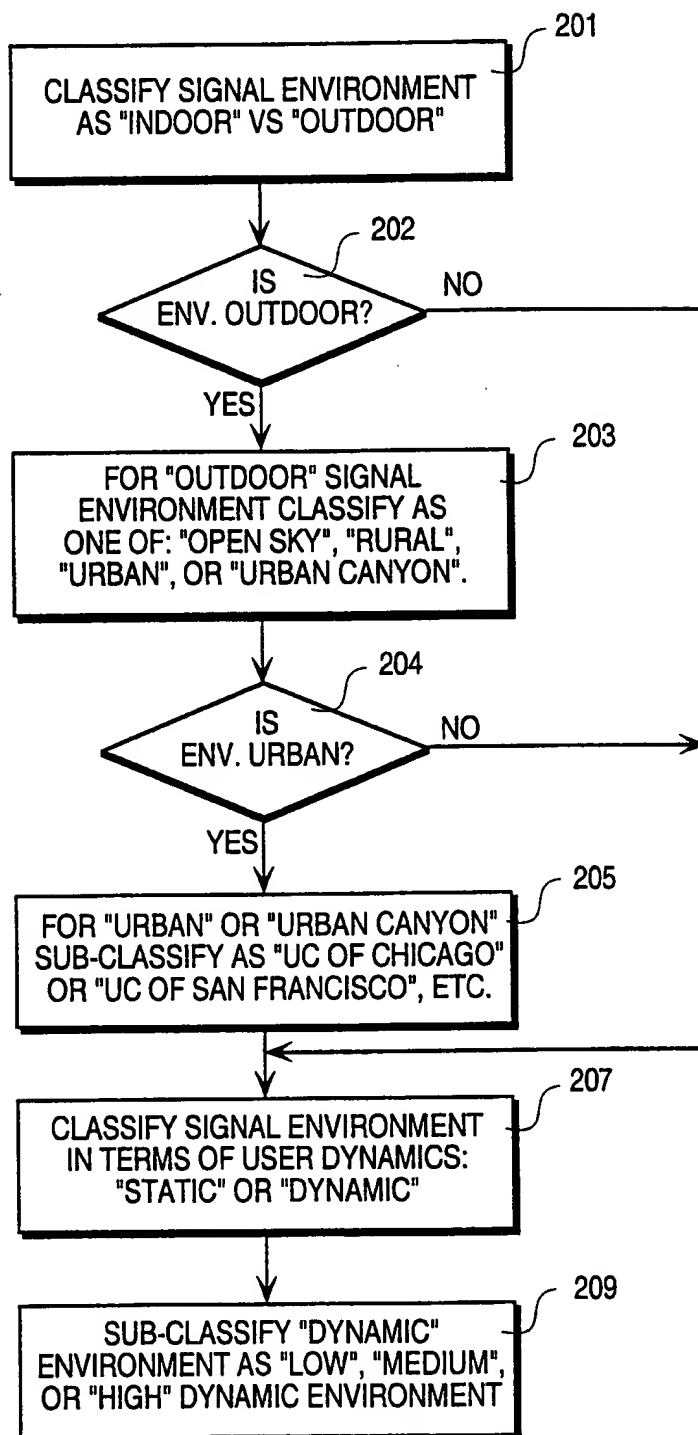 201
CLASSIFY SIGNAL ENVIRONMENT
AS "INDOOR" VS "OUTDOOR"
202
IS
ENV. OUTDOOR?
NO
YES
203
FOR "OUTDOOR" SIGNAL
ENVIRONMENT CLASSIFY AS
ONE OF: "OPEN SKY", "RURAL",
"URBAN", OR "URBAN CANYON".
204
IS
ENV. URBAN?
NO
YES
205
FOR "URBAN" OR "URBAN CANYON"
SUB-CLASSIFY AS "UC OF CHICAGO"
OR "UC OF SAN FRANCISCO", ETC.
207
CLASSIFY SIGNAL ENVIRONMENT
IN TERMS OF USER DYNAMICS:
"STATIC" OR "DYNAMIC"
209
SUB-CLASSIFY "DYNAMIC"
ENVIRONMENT AS "LOW", "MEDIUM",
OR "HIGH" DYNAMIC ENVIRONMENT